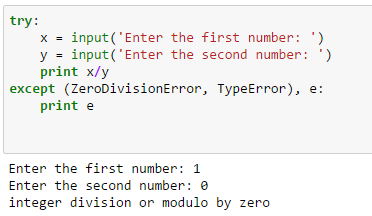 try:
    x = input('Enter the first number: ')
    y = input('Enter the second number: ')
    print x/y
except (ZeroDivisionError, TypeError), e:
    print e
Enter the first number: 1
Enter the second number: 0
integer division or modulo by zero